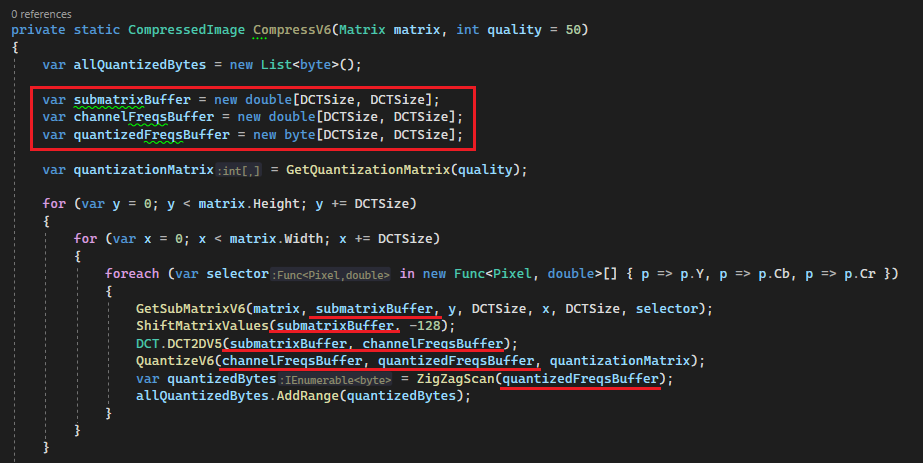 0 references
private static CompressedImage CompressV6(Matrix matrix, int quality = 50)
{
var allQuantizedBytes = new List<byte>();
var submatrixBuffer = new double[DCTSize, DCTSize];
var channelFreqsBuffer = new double[DCTSize, DCTSize];
var quantizedFreqsBuffer = new byte[DCTSize, DCTSize];
var quantizationMatrix:int[,] = GetQuantizationMatrix(quality);
for (var y = 0; y < matrix.Height; y += DCTSize)
{
for (var x = 0; x < matrix.Width; x += DCTSize)
{
foreach (var selector:Func<Pixel,double> in new Func<Pixel, double>[] { p => p.Y, p => p.Cb, p => p.Cr })
{
GetSubMatrixV6(matrix, submatrixBuffer, y, DCTSize, x, DCTSize, selector);
ShiftMatrixValues(submatrixBuffer, -128);
DCT.DCT2DV5(submatrixBuffer, channelFreqsBuffer);
QuantizeV6(channelFreqsBuffer, quantizedFreqsBuffer, quantizationMatrix);
var quantizedBytes:IEnumerable<byte> = ZigZagScan(quantizedFreqsBuffer);
allQuantizedBytes.AddRange(quantizedBytes);
}
}
}